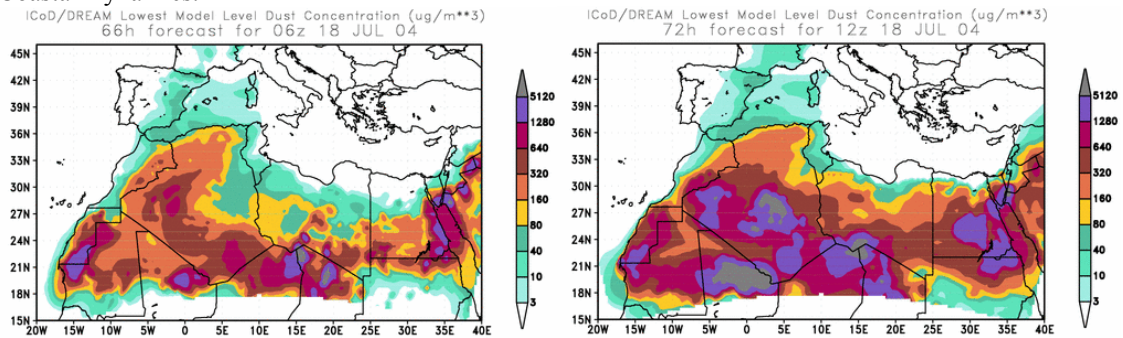 ICoD/DREAM Lowest Model Level Dust Concentration (ug/m**3)
66h forecast for 06z 18 JUL 04
45N
42N
39N
36N
33N
30N
27N
24N
21N
18N
15N
20W 15W 10W 5W 0 5E 10E 15E 20E 25E 30E 35E 40E
5120
1280
640
320
160
80
40
10
3
ICoD/DREAM Lowest Model Level Dust Concentration (ug/m**3)
72h forecast for 12z 18 JUL 04
45N
42N
39N
36N
33N
30N
27N
24N
21N
18N
15N
20W 15W 10W 5W 0 5E 10E 15E 20E 25E 30E 35E 40E
5120
1280
640
320
160
80
40
10
3